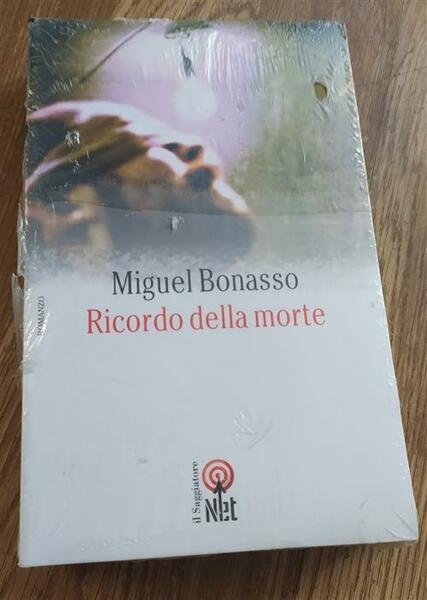 Miguel Bonasso
Ricordo della morte
ROMANZO
il Saggiatore
Net